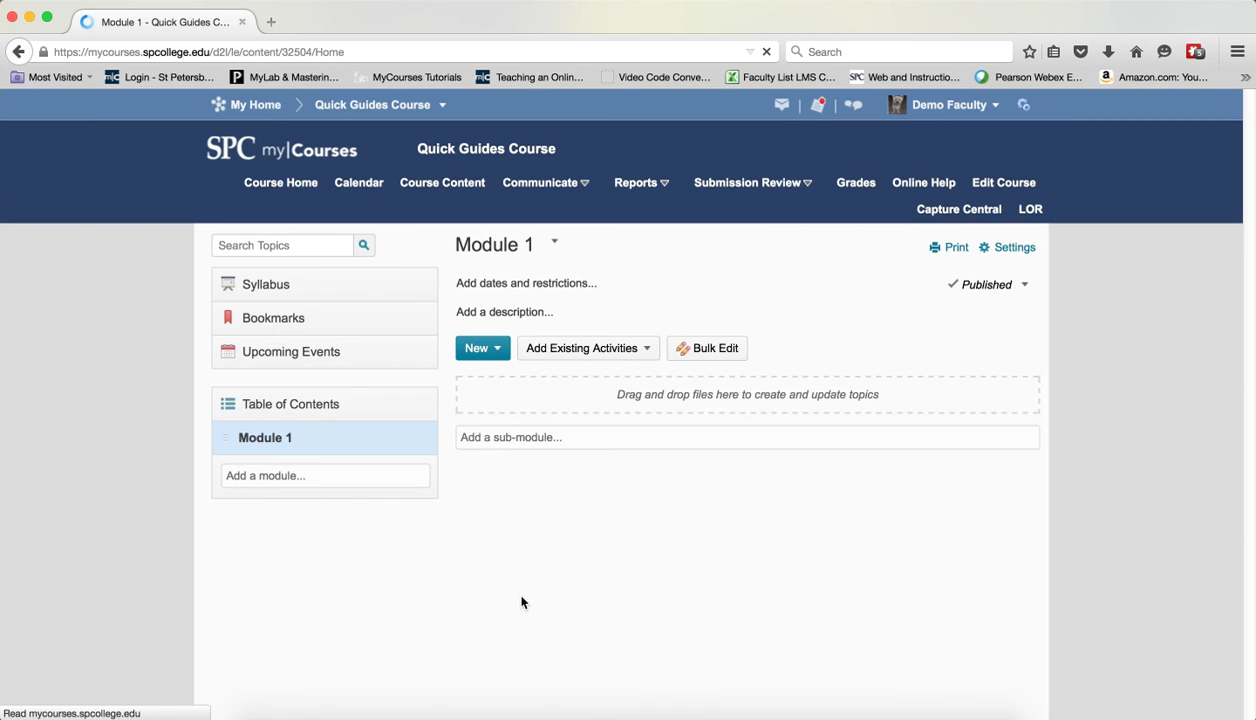 Module 1 - Quick Guides C...
https://mycourses.spcollege.edu/d2l/le/content/32504/Home
Search
Most Visited
Login - St Petersb...
MyLab & Mastering...
MyCourses Tutorials
Teaching an Onlin...
Video Code Conve...
Faculty List LMS C...
Web and Instructio...
Pearson Webex E...
Amazon.com: You...
5
My Home
Quick Guides Course
Demo Faculty
SPC my|Courses
Quick Guides Course
Course Home
Calendar
Course Content
Communicate
Reports
Submission Review
Grades
Online Help
Edit Course
Capture Central
LOR
Search Topics
Syllabus
Bookmarks
Upcoming Events
Table of Contents
Module 1
Add a module...
Module 1
Print
Settings
Add dates and restrictions...
Published
Add a description...
New
Add Existing Activities
Bulk Edit
Drag and drop files here to create and update topics
Add a sub-module...
Read mycourses.spcollege.edu